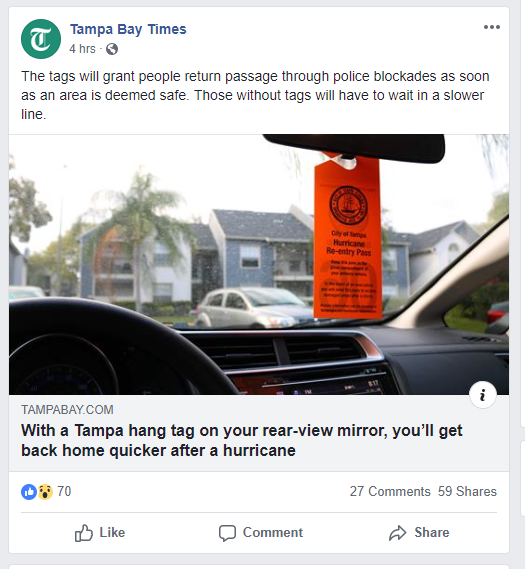 Tampa Bay Times
4 hrs ·
The tags will grant people return passage through police blockades as soon
as an area is deemed safe. Those without tags will have to wait in a slower
line.
City of Tampa
Hurricane
Re-entry Pass
8:17
TAMPABAY.COM
With a Tampa hang tag on your rear-view mirror, you'll get
back home quicker after a hurricane
70
27 Comments 59 Shares
Like Comment Share